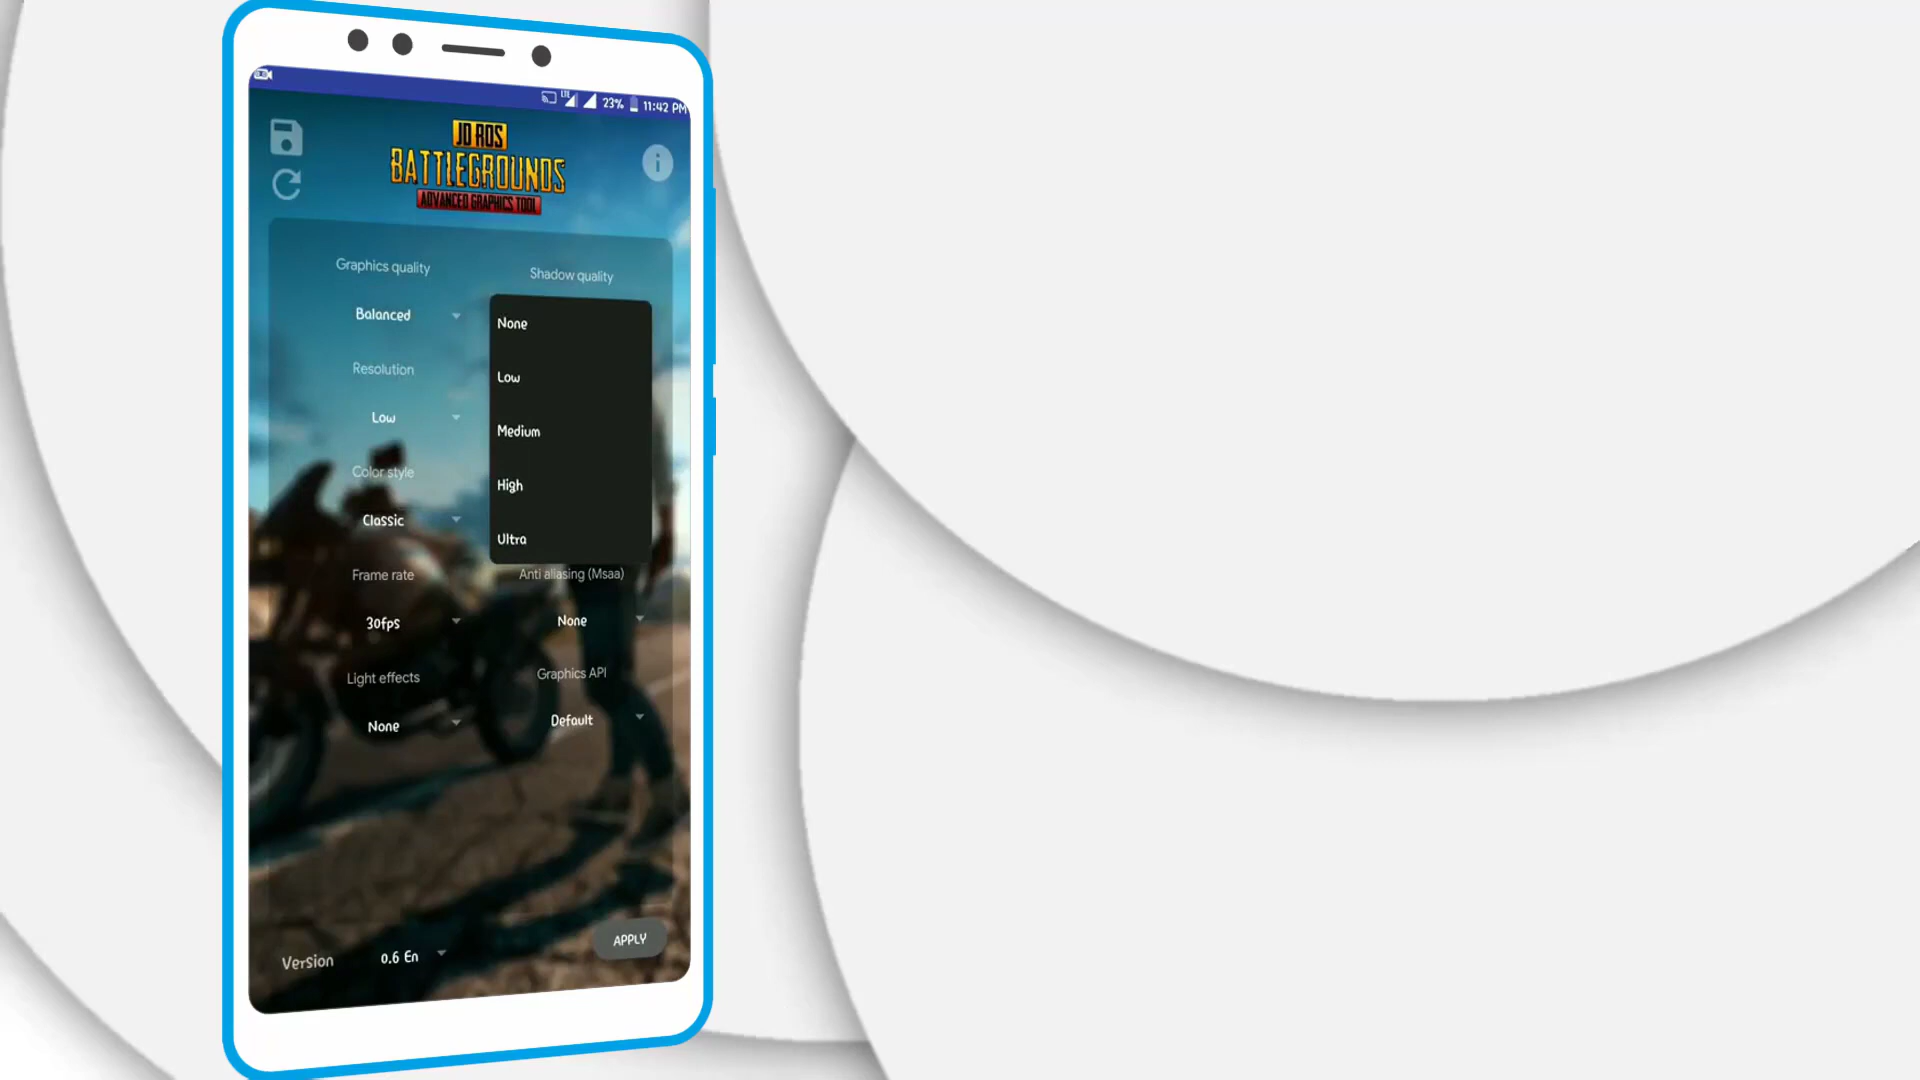 LTE 23% 11:42 PM
JO ROS
BATTLEGROUNDS
ADVANCED GRAPHICS TOOL
Graphics quality
Balanced
Resolution
Low
Color style
Classic
Frame rate
30fps
Light effects
None
Shadow quality
None
Low
Medium
High
Ultra
Anti aliasing (Msaa)
None
Graphics API
Default
Version 0.6 En
APPLY